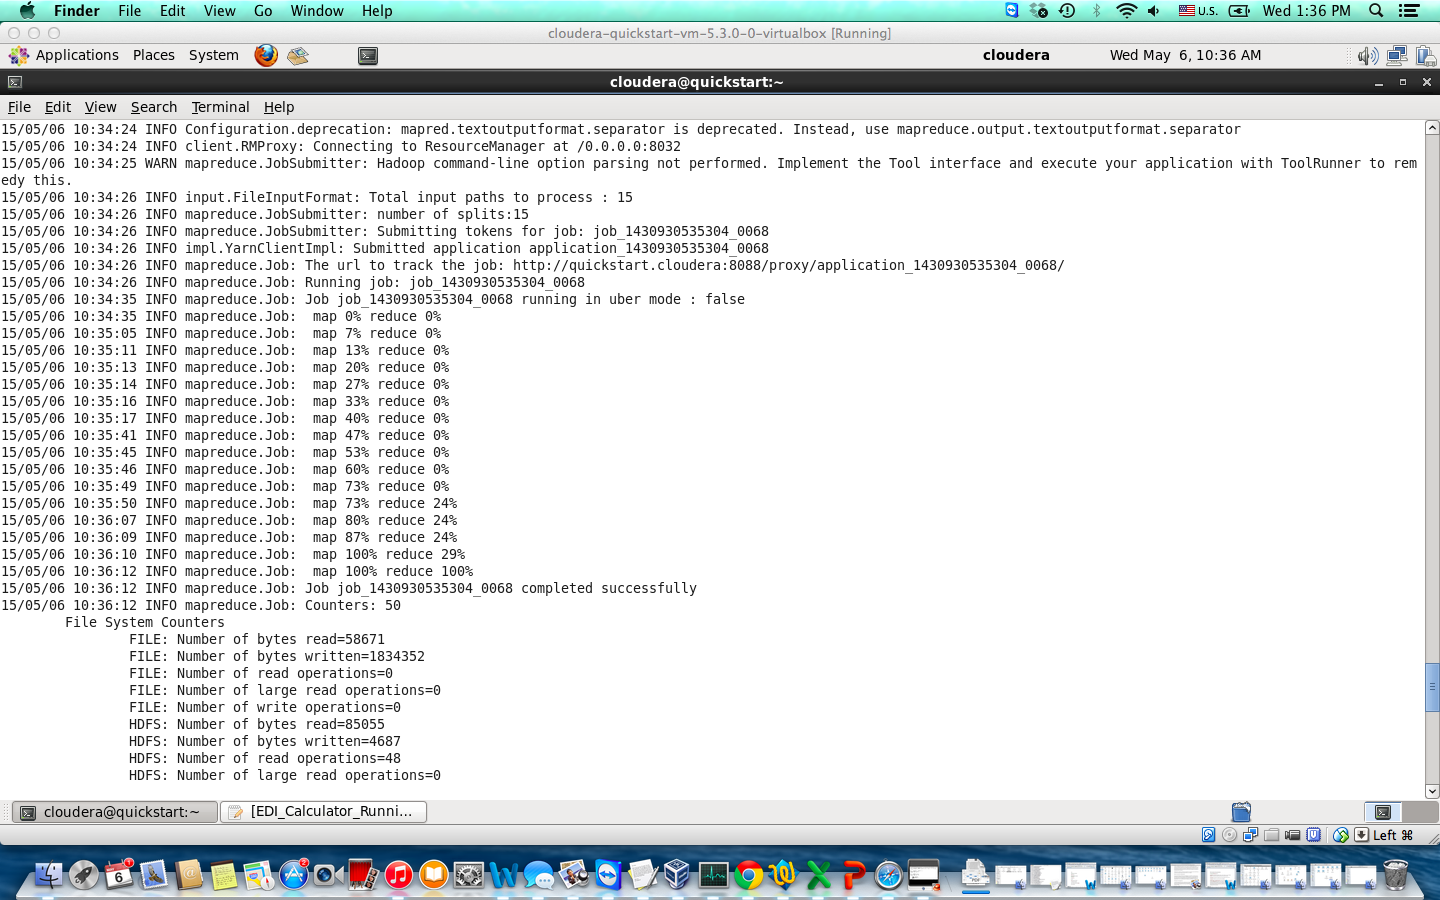 Finder File Edit View Go Window Help U.S. Wed 1:36 PM
cloudera-quickstart-vm-5.3.0-0-virtualbox [Running]
Applications Places System cloudera Wed May  6, 10:36 AM
cloudera@quickstart:~
File Edit View Search Terminal Help
15/05/06 10:34:24 INFO Configuration.deprecation: mapred.textoutputformat.separator is deprecated. Instead, use mapreduce.output.textoutputformat.separator
15/05/06 10:34:24 INFO client.RMProxy: Connecting to ResourceManager at /0.0.0.0:8032
15/05/06 10:34:25 WARN mapreduce.JobSubmitter: Hadoop command-line option parsing not performed. Implement the Tool interface and execute your application with ToolRunner to rem
edy this.
15/05/06 10:34:26 INFO input.FileInputFormat: Total input paths to process : 15
15/05/06 10:34:26 INFO mapreduce.JobSubmitter: number of splits:15
15/05/06 10:34:26 INFO mapreduce.JobSubmitter: Submitting tokens for job: job_1430930535304_0068
15/05/06 10:34:26 INFO impl.YarnClientImpl: Submitted application application_1430930535304_0068
15/05/06 10:34:26 INFO mapreduce.Job: The url to track the job: http://quickstart.cloudera:8088/proxy/application_1430930535304_0068/
15/05/06 10:34:26 INFO mapreduce.Job: Running job: job_1430930535304_0068
15/05/06 10:34:35 INFO mapreduce.Job: Job job_1430930535304_0068 running in uber mode : false
15/05/06 10:34:35 INFO mapreduce.Job:  map 0% reduce 0%
15/05/06 10:35:05 INFO mapreduce.Job:  map 7% reduce 0%
15/05/06 10:35:11 INFO mapreduce.Job:  map 13% reduce 0%
15/05/06 10:35:13 INFO mapreduce.Job:  map 20% reduce 0%
15/05/06 10:35:14 INFO mapreduce.Job:  map 27% reduce 0%
15/05/06 10:35:16 INFO mapreduce.Job:  map 33% reduce 0%
15/05/06 10:35:17 INFO mapreduce.Job:  map 40% reduce 0%
15/05/06 10:35:41 INFO mapreduce.Job:  map 47% reduce 0%
15/05/06 10:35:45 INFO mapreduce.Job:  map 53% reduce 0%
15/05/06 10:35:46 INFO mapreduce.Job:  map 60% reduce 0%
15/05/06 10:35:49 INFO mapreduce.Job:  map 73% reduce 0%
15/05/06 10:35:50 INFO mapreduce.Job:  map 73% reduce 24%
15/05/06 10:36:07 INFO mapreduce.Job:  map 80% reduce 24%
15/05/06 10:36:09 INFO mapreduce.Job:  map 87% reduce 24%
15/05/06 10:36:10 INFO mapreduce.Job:  map 100% reduce 29%
15/05/06 10:36:12 INFO mapreduce.Job:  map 100% reduce 100%
15/05/06 10:36:12 INFO mapreduce.Job: Job job_1430930535304_0068 completed successfully
15/05/06 10:36:12 INFO mapreduce.Job: Counters: 50
File System Counters
FILE: Number of bytes read=58671
FILE: Number of bytes written=1834352
FILE: Number of read operations=0
FILE: Number of large read operations=0
FILE: Number of write operations=0
HDFS: Number of bytes read=85055
HDFS: Number of bytes written=4687
HDFS: Number of read operations=48
HDFS: Number of large read operations=0
cloudera@quickstart:~ [EDI_Calculator_Runni...
Left ⌘
6 1 2